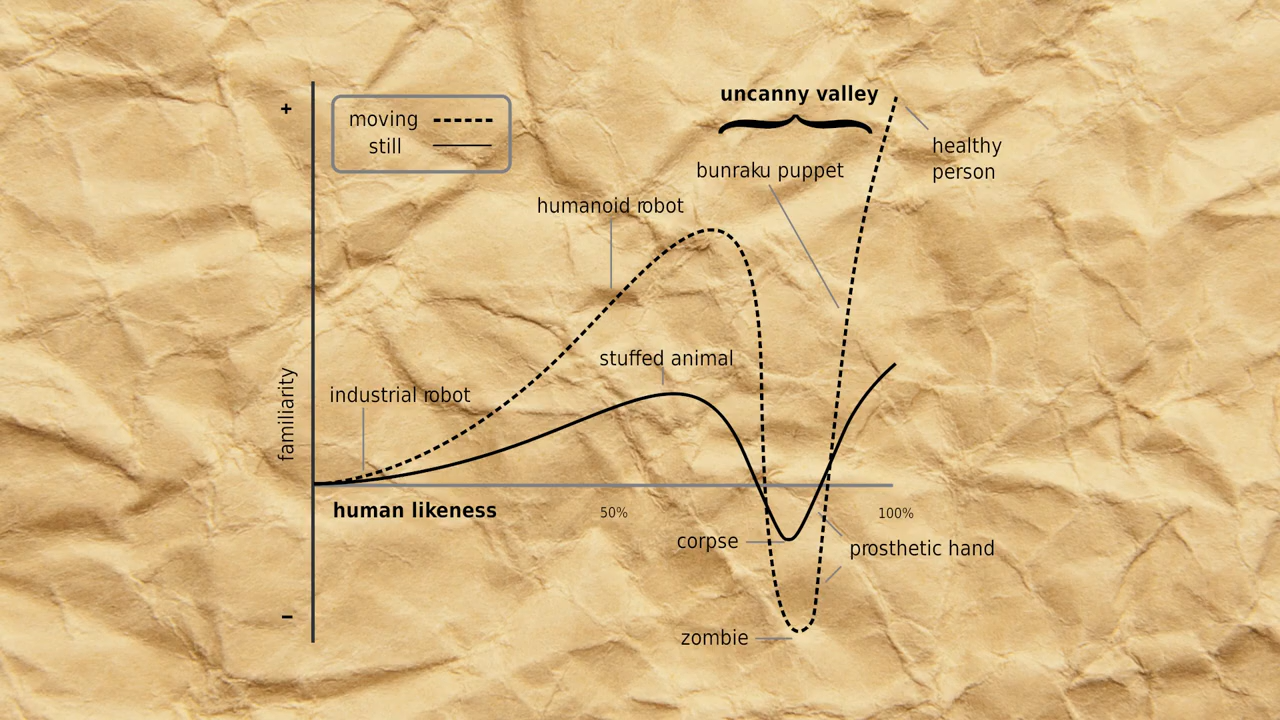 +
moving
still
uncanny valley
healthy
person
bunraku puppet
humanoid robot
stuffed animal
industrial robot
familiarity
human likeness
50%
100%
corpse
prosthetic hand
−
zombie